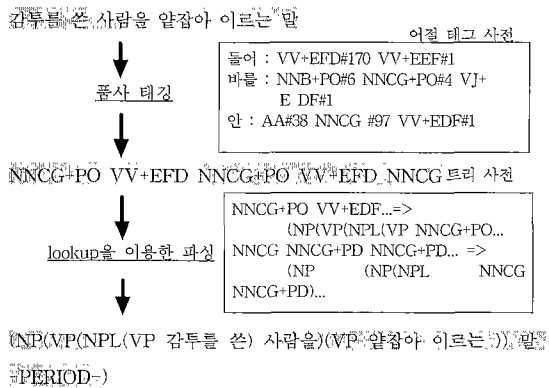 감투를 쓴 사람을 얕잡아 이르는 말
어절 태그 사전
들어 : VV+EFD#170 VV+EEF#1
바를 : NNB+PO#6 NNCG+PO#4 VJ+
E DF#1
안 : AA#38 NNCG #97 VV+EDF#1
품사 태깅
NNCG+PO VV+EFD NNCG+PO VV+EFD NNCG 트리 사전
NNCG+PO VV+EDF...=>
(NP(VP(NPL(VP NNCG+PO...
NNCG NNCG+PD NNCG+PD... =>
(NP (NP(NPL NNCG
NNCG+PD)...
lookup을 이용한 파싱
(NP(VP(NPL(VP 감투를 쓴) 사람을)(VP 얕잡아 이르는 )), 말
-PERIOD-)